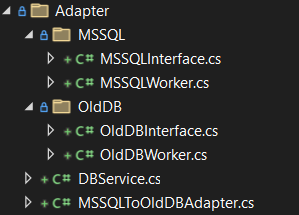 Adapter
MSSQL
C# MSSQLInterface.cs
C# MSSQLWorker.cs
OldDB
C# OldDBInterface.cs
C# OldDBWorker.cs
C# DBService.cs
C# MSSQLToOldDBAdapter.cs